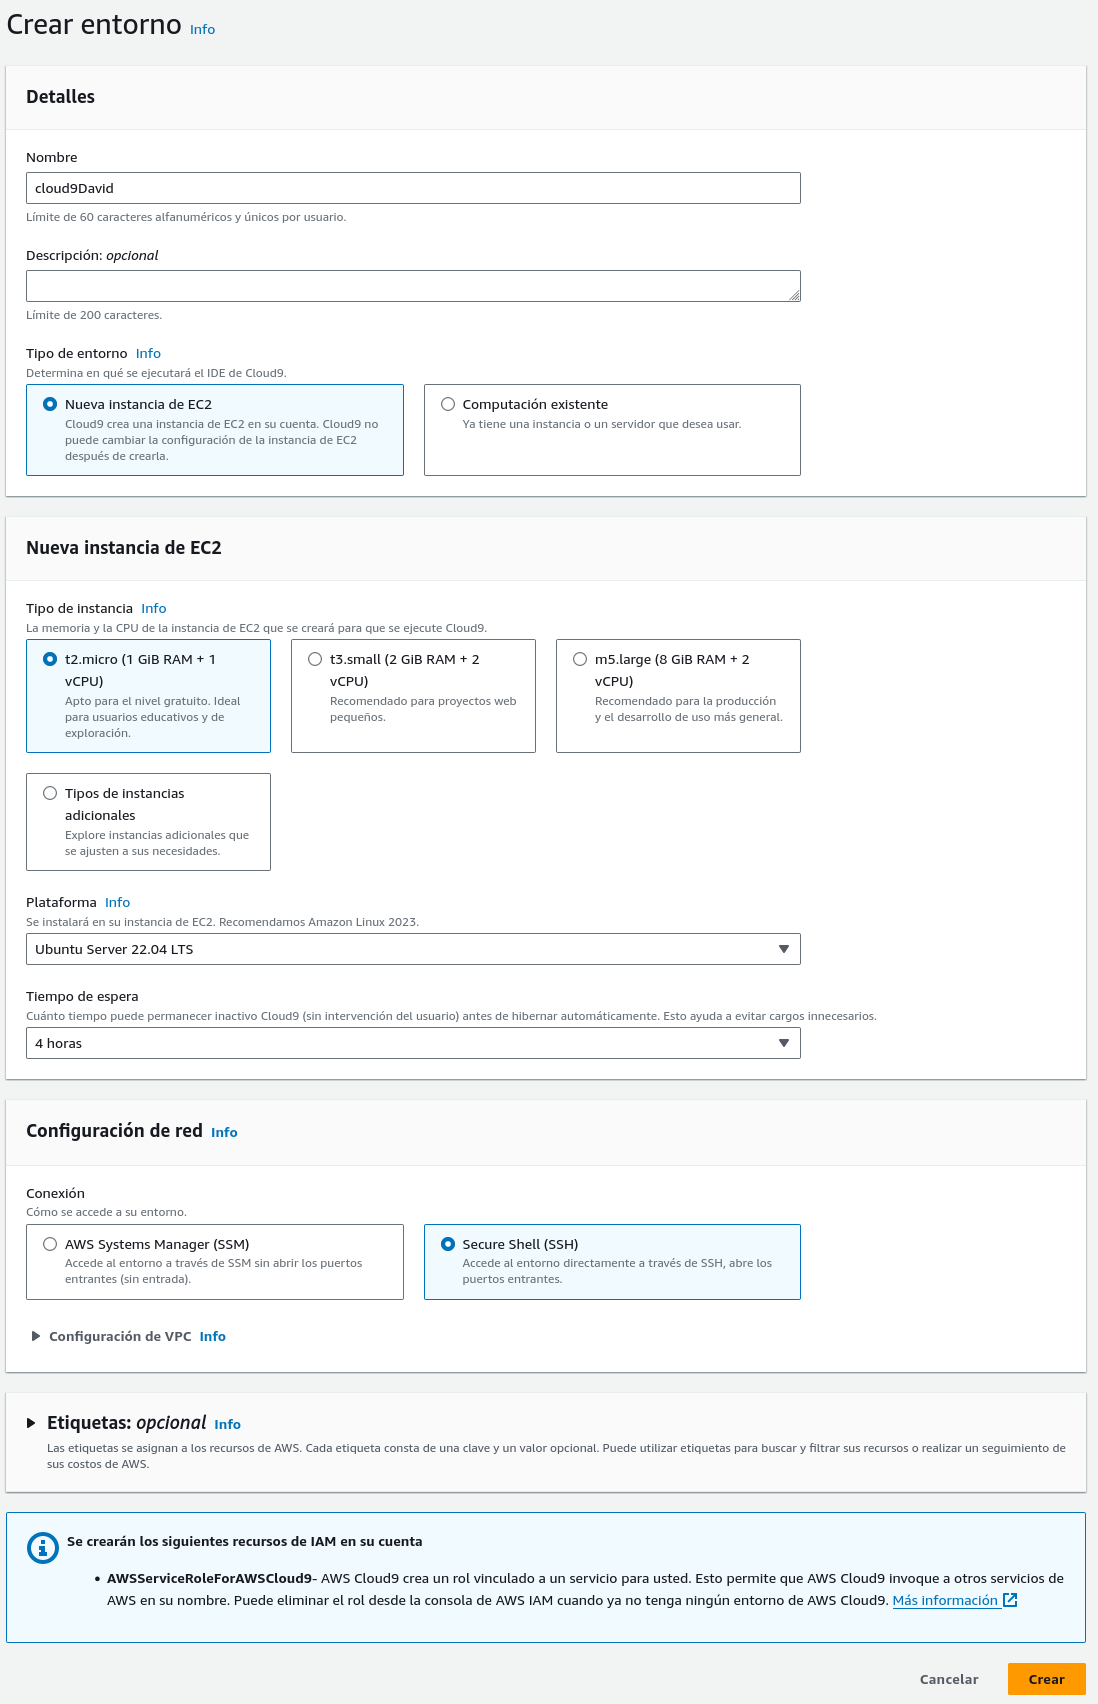 Crear entorno Info
Detalles
Nombre
cloud9David
Límite de 60 caracteres alfanuméricos y únicos por usuario.
Descripción: opcional
Límite de 200 caracteres.
Tipo de entorno Info
Determina en qué se ejecutará el IDE de Cloud9.
Nueva instancia de EC2
Cloud9 crea una instancia de EC2 en su cuenta. Cloud9 no
puede cambiar la configuración de la instancia de EC2
después de crearla.
Computación existente
Ya tiene una instancia o un servidor que desea usar.
Nueva instancia de EC2
Tipo de instancia Info
La memoria y la CPU de la instancia de EC2 que se creará para que se ejecute Cloud9.
t2.micro (1 GiB RAM + 1
vCPU)
Apto para el nivel gratuito. Ideal
para usuarios educativos y de
exploración.
t3.small (2 GiB RAM + 2
vCPU)
Recomendado para proyectos web
pequeños.
m5.large (8 GiB RAM + 2
vCPU)
Recomendado para la producción
y el desarrollo de uso más general.
Tipos de instancias
adicionales
Explore instancias adicionales que
se ajusten a sus necesidades.
Plataforma Info
Se instalará en su instancia de EC2. Recomendamos Amazon Linux 2023.
Ubuntu Server 22.04 LTS
Tiempo de espera
Cuánto tiempo puede permanecer inactivo Cloud9 (sin intervención del usuario) antes de hibernar automáticamente. Esto ayuda a evitar cargos innecesarios.
4 horas
Configuración de red Info
Conexión
Cómo se accede a su entorno.
AWS Systems Manager (SSM)
Accede al entorno a través de SSM sin abrir los puertos
entrantes (sin entrada).
Secure Shell (SSH)
Accede al entorno directamente a través de SSH, abre los
puertos entrantes.
Configuración de VPC Info
Etiquetas: opcional Info
Las etiquetas se asignan a los recursos de AWS. Cada etiqueta consta de una clave y un valor opcional. Puede utilizar etiquetas para buscar y filtrar sus recursos o realizar un seguimiento de
sus costos de AWS.
Se crearán los siguientes recursos de IAM en su cuenta
• AWSServiceRoleForAWSCloud9- AWS Cloud9 crea un rol vinculado a un servicio para usted. Esto permite que AWS Cloud9 invoque a otros servicios de
AWS en su nombre. Puede eliminar el rol desde la consola de AWS IAM cuando ya no tenga ningún entorno de AWS Cloud9. Más información
Cancelar Crear